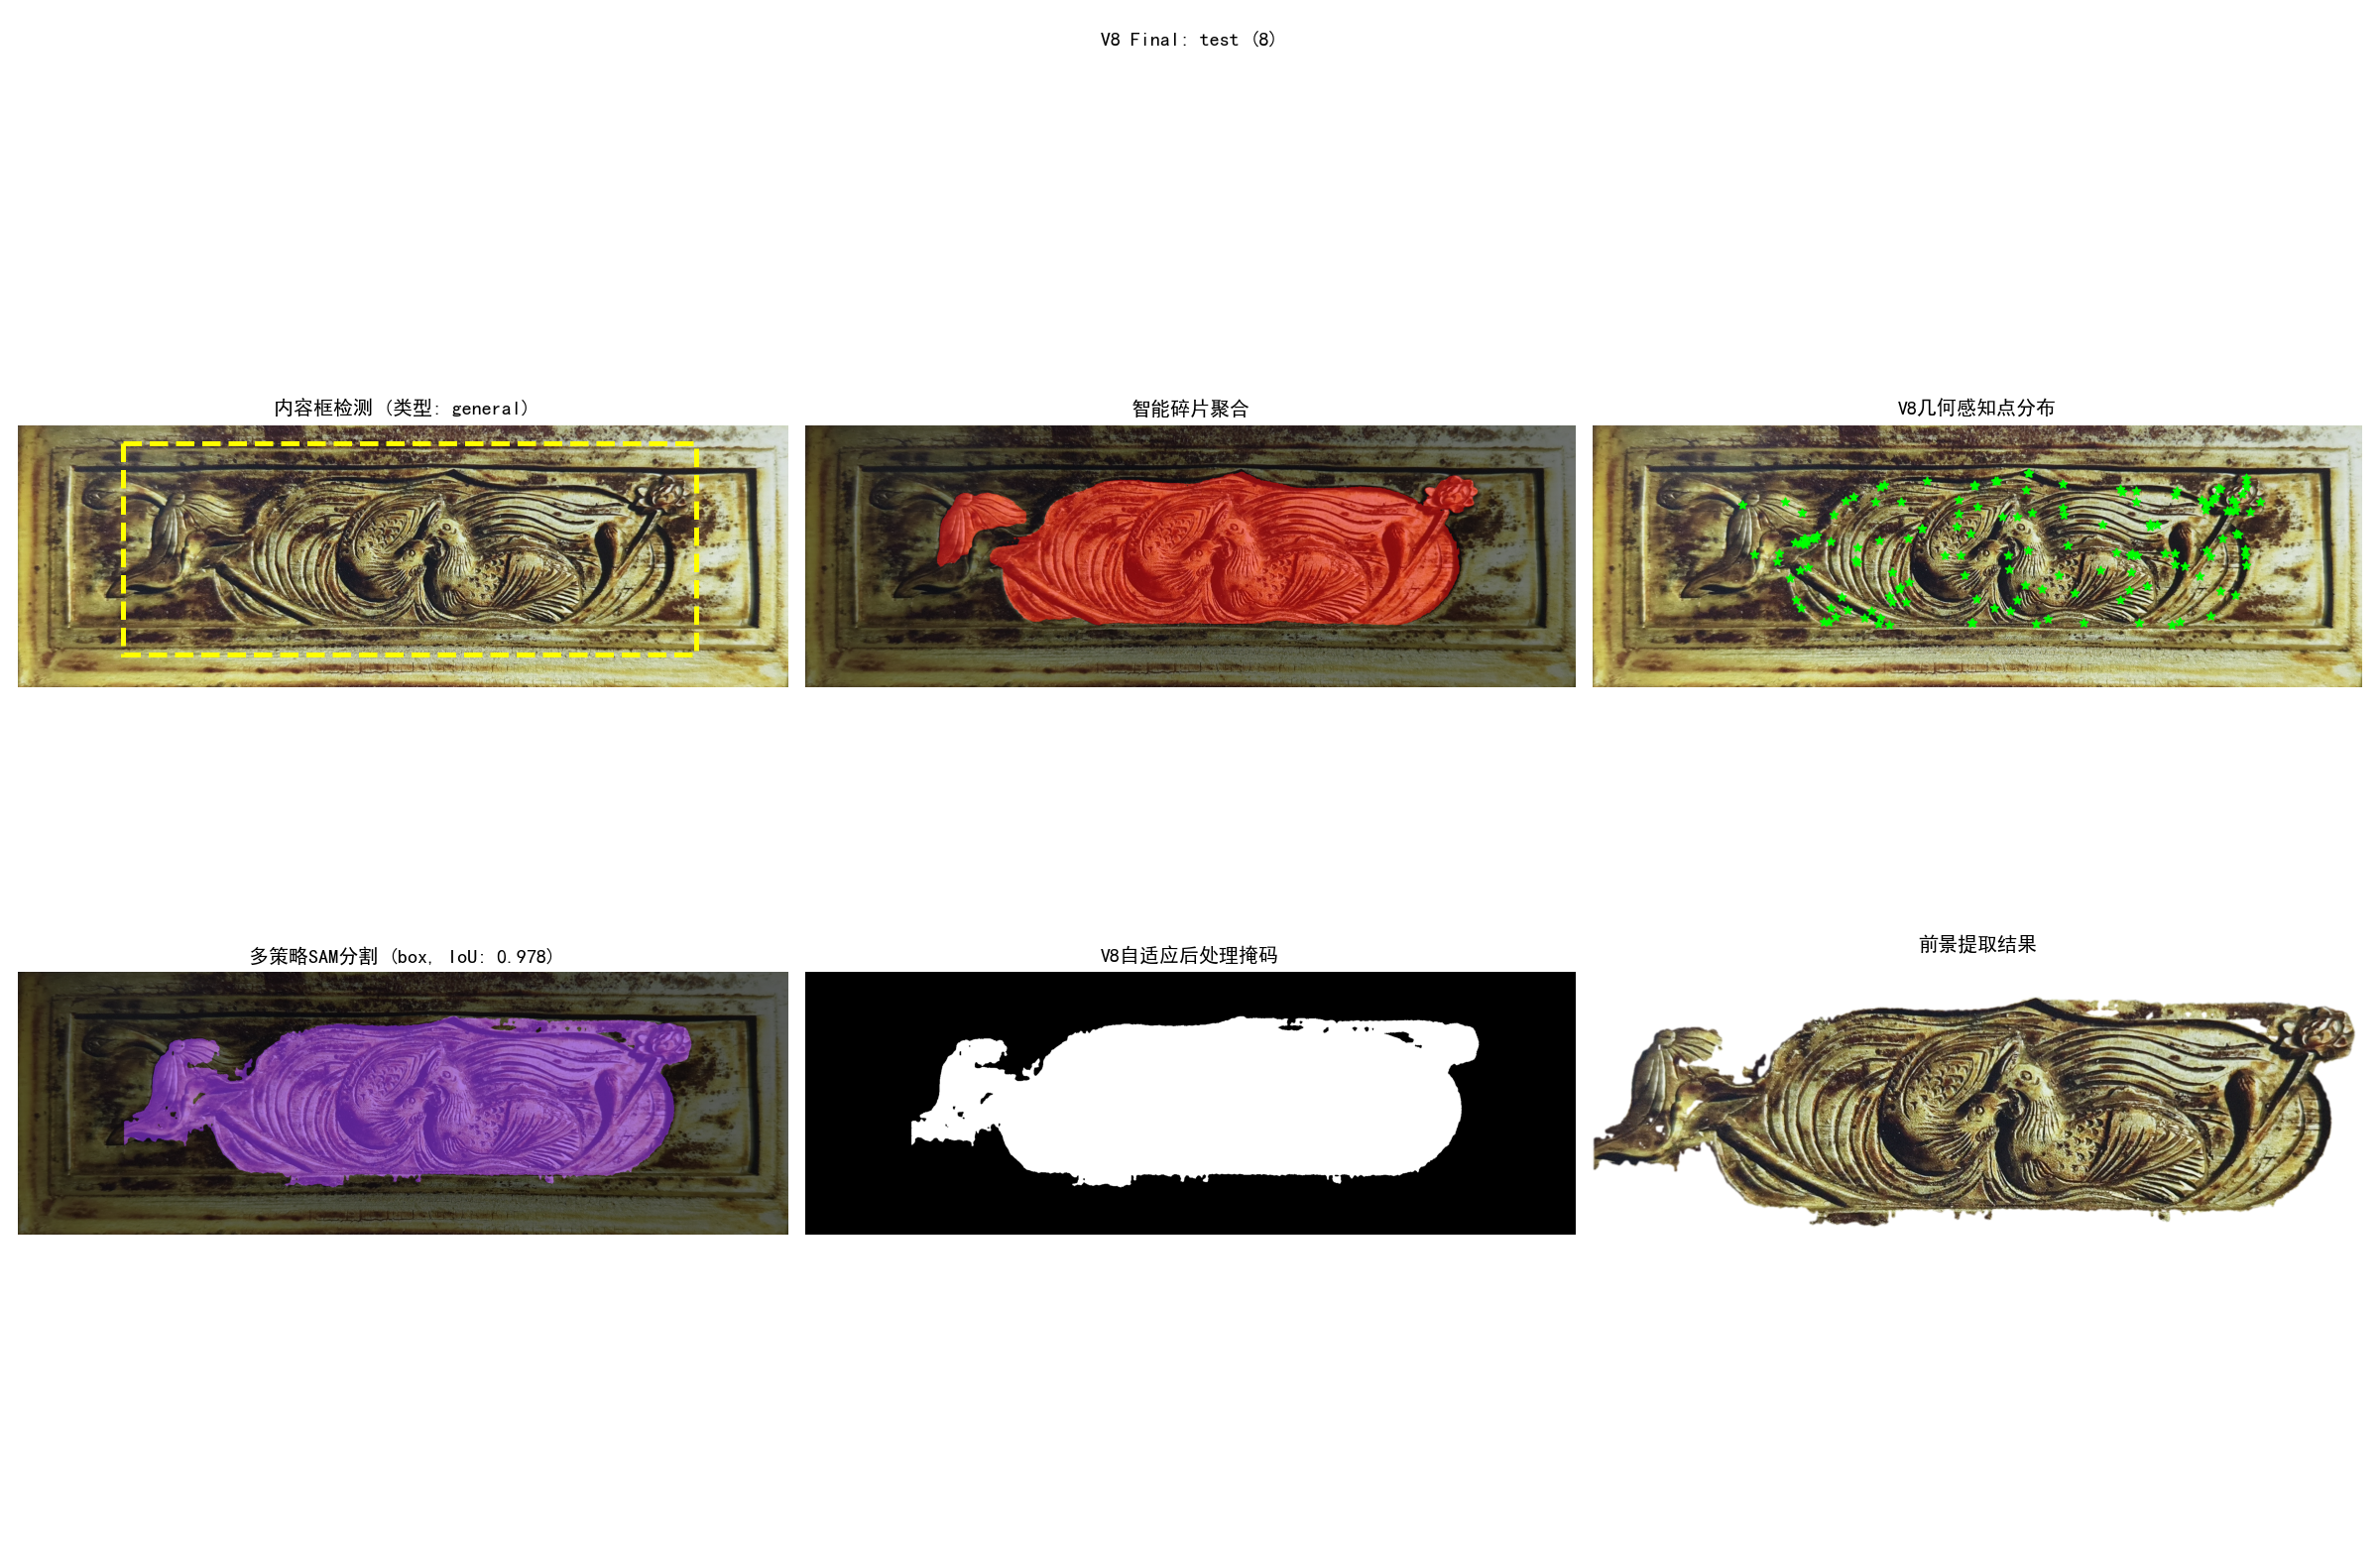 V8 Final: test (8)
内容框检测 (类型: general)
智能碎片聚合
V8几何感知点分布
多策略SAM分割 (box, IoU: 0.978)
V8自适应后处理掩码
前景提取结果